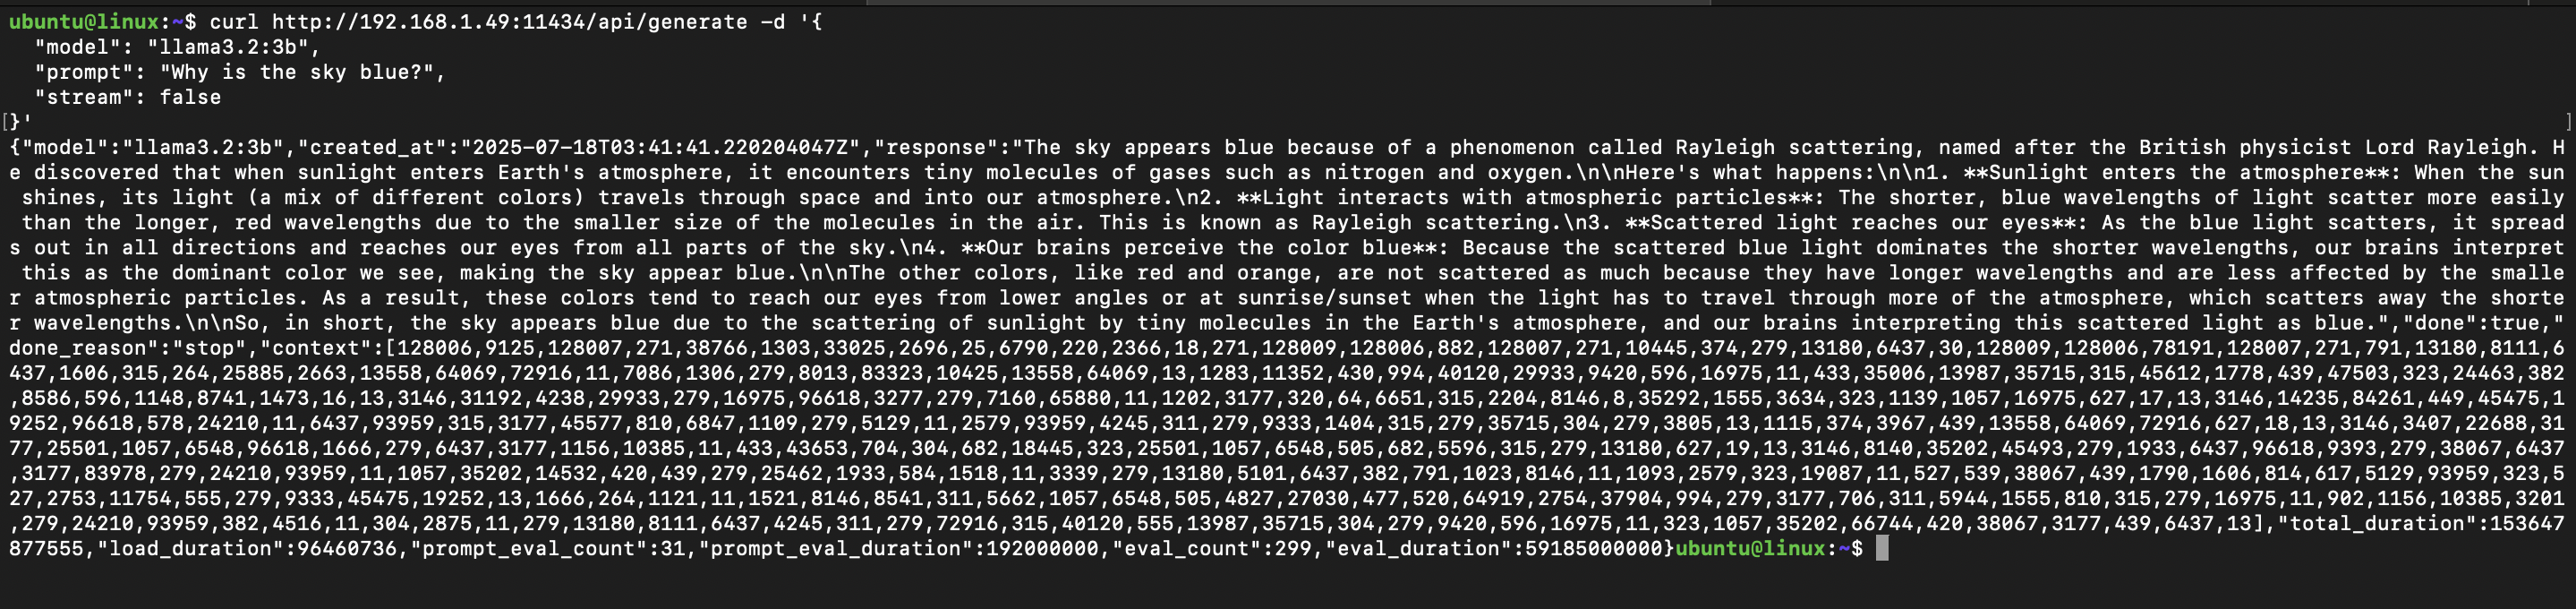 ubuntu@linux:~$ curl http://192.168.1.49:11434/api/generate -d '{
  "model": "llama3.2:3b",
  "prompt": "Why is the sky blue?",
  "stream": false
[}' ]
{"model":"llama3.2:3b","created_at":"2025-07-18T03:41:41.220204047Z","response":"The sky appears blue because of a phenomenon called Rayleigh scattering, named after the British physicist Lord Rayleigh. H
e discovered that when sunlight enters Earth's atmosphere, it encounters tiny molecules of gases such as nitrogen and oxygen.\n\nHere's what happens:\n\n1. **Sunlight enters the atmosphere**: When the sun
 shines, its light (a mix of different colors) travels through space and into our atmosphere.\n2. **Light interacts with atmospheric particles**: The shorter, blue wavelengths of light scatter more easily
 than the longer, red wavelengths due to the smaller size of the molecules in the air. This is known as Rayleigh scattering.\n3. **Scattered light reaches our eyes**: As the blue light scatters, it spread
s out in all directions and reaches our eyes from all parts of the sky.\n4. **Our brains perceive the color blue**: Because the scattered blue light dominates the shorter wavelengths, our brains interpret
 this as the dominant color we see, making the sky appear blue.\n\nThe other colors, like red and orange, are not scattered as much because they have longer wavelengths and are less affected by the smalle
r atmospheric particles. As a result, these colors tend to reach our eyes from lower angles or at sunrise/sunset when the light has to travel through more of the atmosphere, which scatters away the shorte
r wavelengths.\n\nSo, in short, the sky appears blue due to the scattering of sunlight by tiny molecules in the Earth's atmosphere, and our brains interpreting this scattered light as blue.","done":true,"
done_reason":"stop","context":[128006,9125,128007,271,38766,1303,33025,2696,25,6790,220,2366,18,271,128009,128006,882,128007,271,10445,374,279,13180,6437,30,128009,128006,78191,128007,271,791,13180,8111,6
437,1606,315,264,25885,2663,13558,64069,72916,11,7086,1306,279,8013,83323,10425,13558,64069,13,1283,11352,430,994,40120,29933,9420,596,16975,11,433,35006,13987,35715,315,45612,1778,439,47503,323,24463,382
,8586,596,1148,8741,1473,16,13,3146,31192,4238,29933,279,16975,96618,3277,279,7160,65880,11,1202,3177,320,64,6651,315,2204,8146,8,35292,1555,3634,323,1139,1057,16975,627,17,13,3146,14235,84261,449,45475,1
9252,96618,578,24210,11,6437,93959,315,3177,45577,810,6847,1109,279,5129,11,2579,93959,4245,311,279,9333,1404,315,279,35715,304,279,3805,13,1115,374,3967,439,13558,64069,72916,627,18,13,3146,3407,22688,31
77,25501,1057,6548,96618,1666,279,6437,3177,1156,10385,11,433,43653,704,304,682,18445,323,25501,1057,6548,505,682,5596,315,279,13180,627,19,13,3146,8140,35202,45493,279,1933,6437,96618,9393,279,38067,6437
,3177,83978,279,24210,93959,11,1057,35202,14532,420,439,279,25462,1933,584,1518,11,3339,279,13180,5101,6437,382,791,1023,8146,11,1093,2579,323,19087,11,527,539,38067,439,1790,1606,814,617,5129,93959,323,5
27,2753,11754,555,279,9333,45475,19252,13,1666,264,1121,11,1521,8146,8541,311,5662,1057,6548,505,4827,27030,477,520,64919,2754,37904,994,279,3177,706,311,5944,1555,810,315,279,16975,11,902,1156,10385,3201
,279,24210,93959,382,4516,11,304,2875,11,279,13180,8111,6437,4245,311,279,72916,315,40120,555,13987,35715,304,279,9420,596,16975,11,323,1057,35202,66744,420,38067,3177,439,6437,13],"total_duration":153647
877555,"load_duration":96460736,"prompt_eval_count":31,"prompt_eval_duration":192000000,"eval_count":299,"eval_duration":59185000000}ubuntu@linux:~$